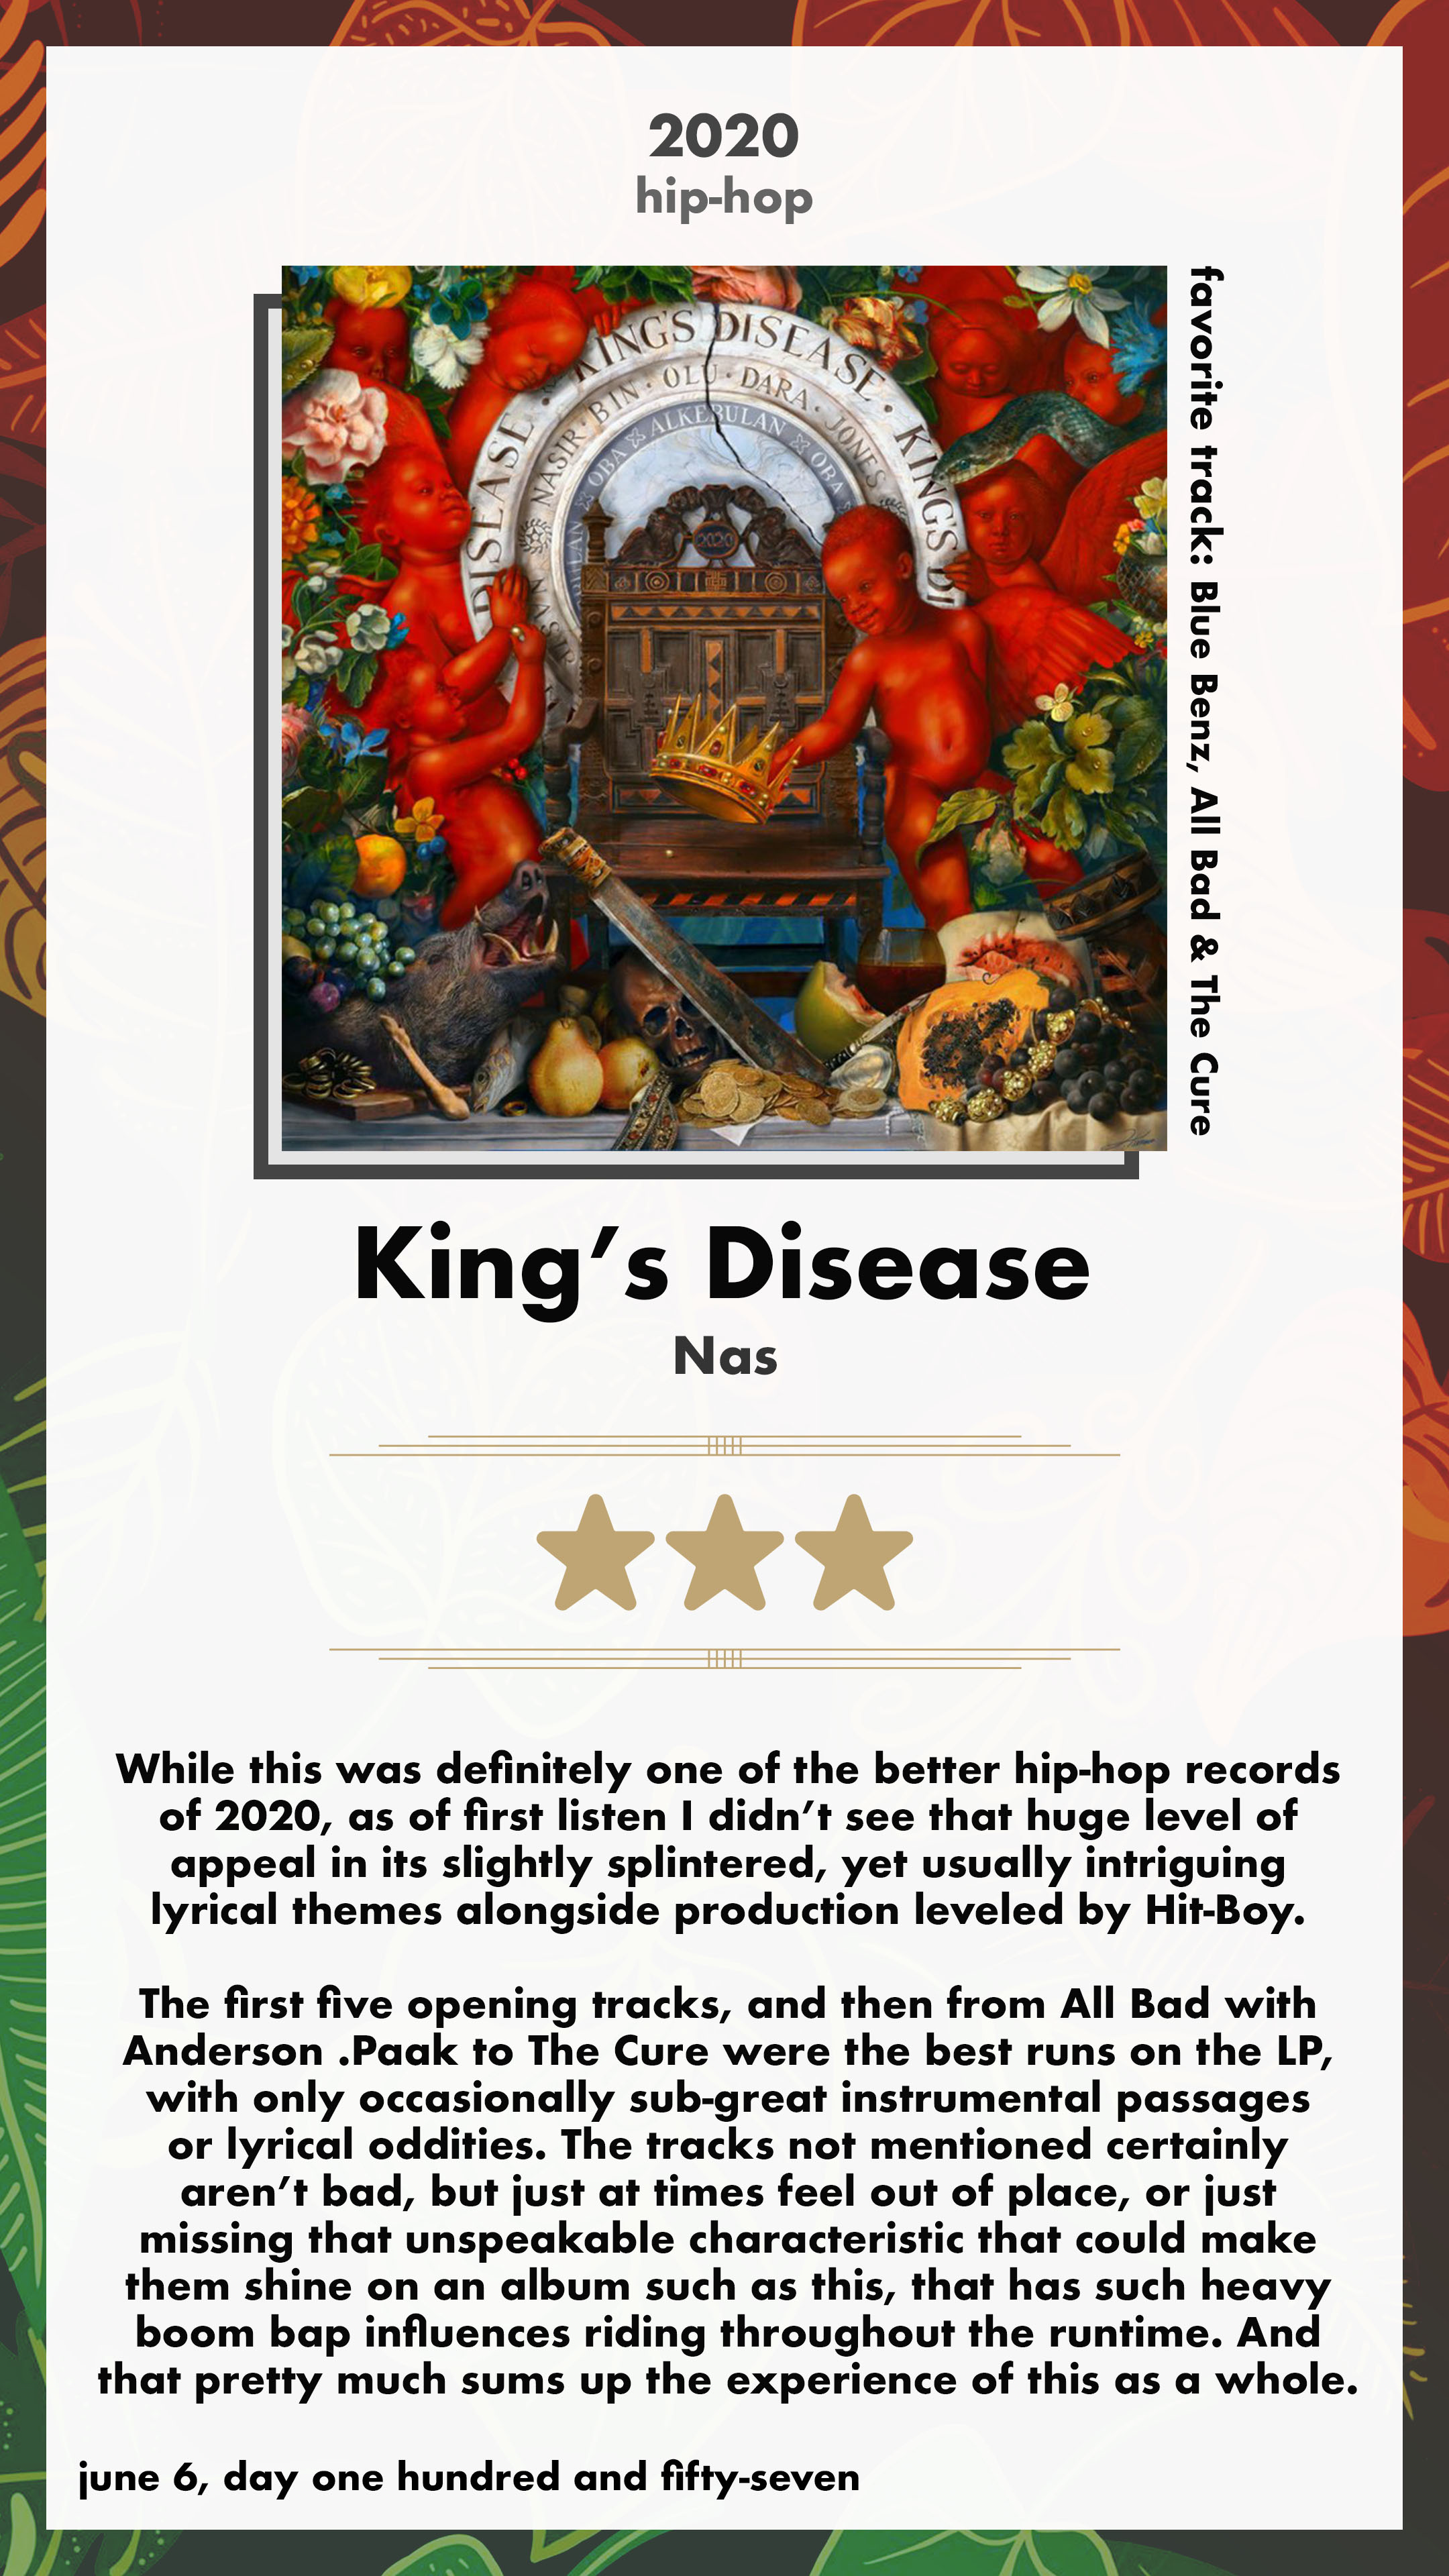 2020
hip-hop
DISEASE · KING'S DISEASE · KING'S DI
NASIR · BIN · OLU · DARA · JONES
OBA ALKEBULAN OBA
2020
favorite track: Blue Benz, All Bad & The Cure
King’s Disease
Nas
While this was definitely one of the better hip-hop records
of 2020, as of first listen I didn’t see that huge level of
appeal in its slightly splintered, yet usually intriguing
lyrical themes alongside production leveled by Hit-Boy.
The first five opening tracks, and then from All Bad with
Anderson .Paak to The Cure were the best runs on the LP,
with only occasionally sub-great instrumental passages
or lyrical oddities. The tracks not mentioned certainly
aren’t bad, but just at times feel out of place, or just
missing that unspeakable characteristic that could make
them shine on an album such as this, that has such heavy
boom bap influences riding throughout the runtime. And
that pretty much sums up the experience of this as a whole.
june 6, day one hundred and fifty-seven